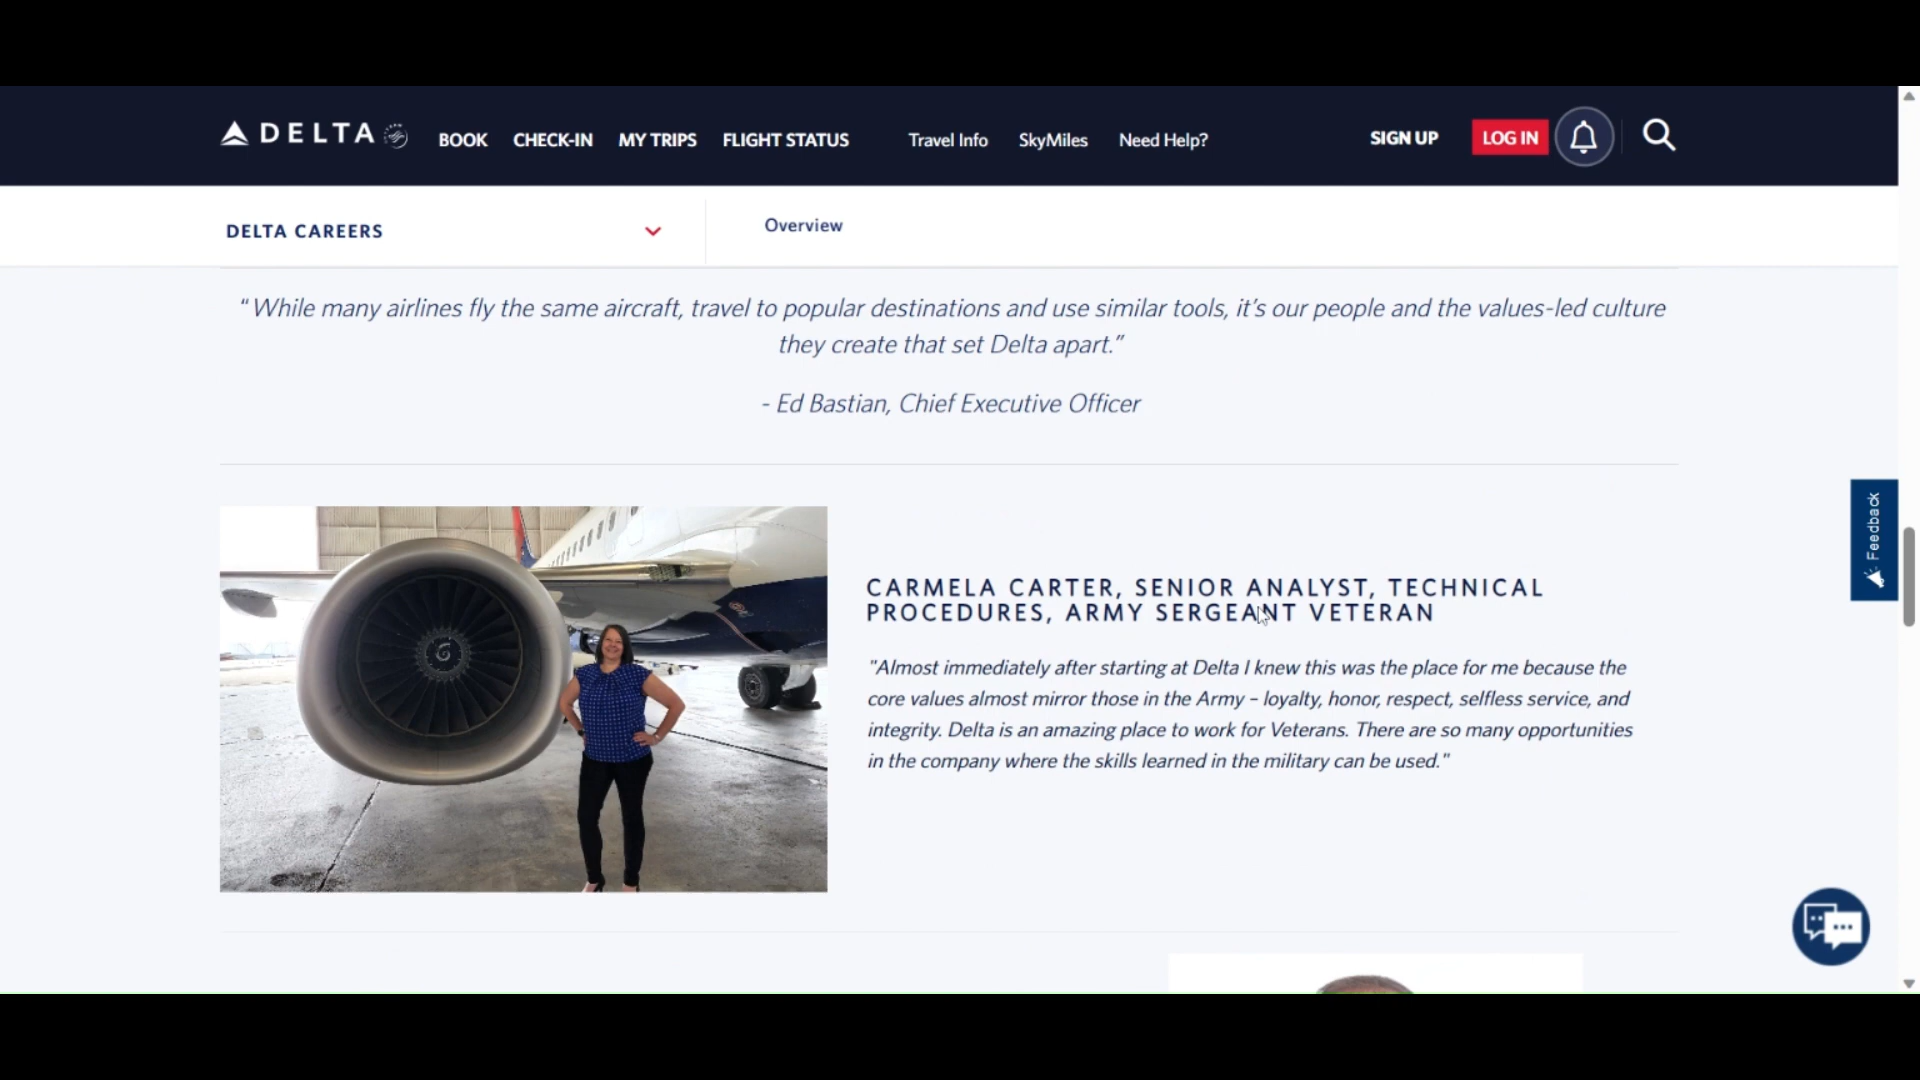 DELTA
BOOK
CHECK-IN
MY TRIPS
FLIGHT STATUS
Travel Info
SkyMiles
Need Help?
SIGN UP
LOG IN
DELTA CAREERS
Overview
“While many airlines fly the same aircraft, travel to popular destinations and use similar tools, it’s our people and the values-led culture
they create that set Delta apart.”
- Ed Bastian, Chief Executive Officer
Feedback
CARMELA CARTER, SENIOR ANALYST, TECHNICAL
PROCEDURES, ARMY SERGEANT VETERAN
"Almost immediately after starting at Delta I knew this was the place for me because the
core values almost mirror those in the Army – loyalty, honor, respect, selfless service, and
integrity. Delta is an amazing place to work for Veterans. There are so many opportunities
in the company where the skills learned in the military can be used."